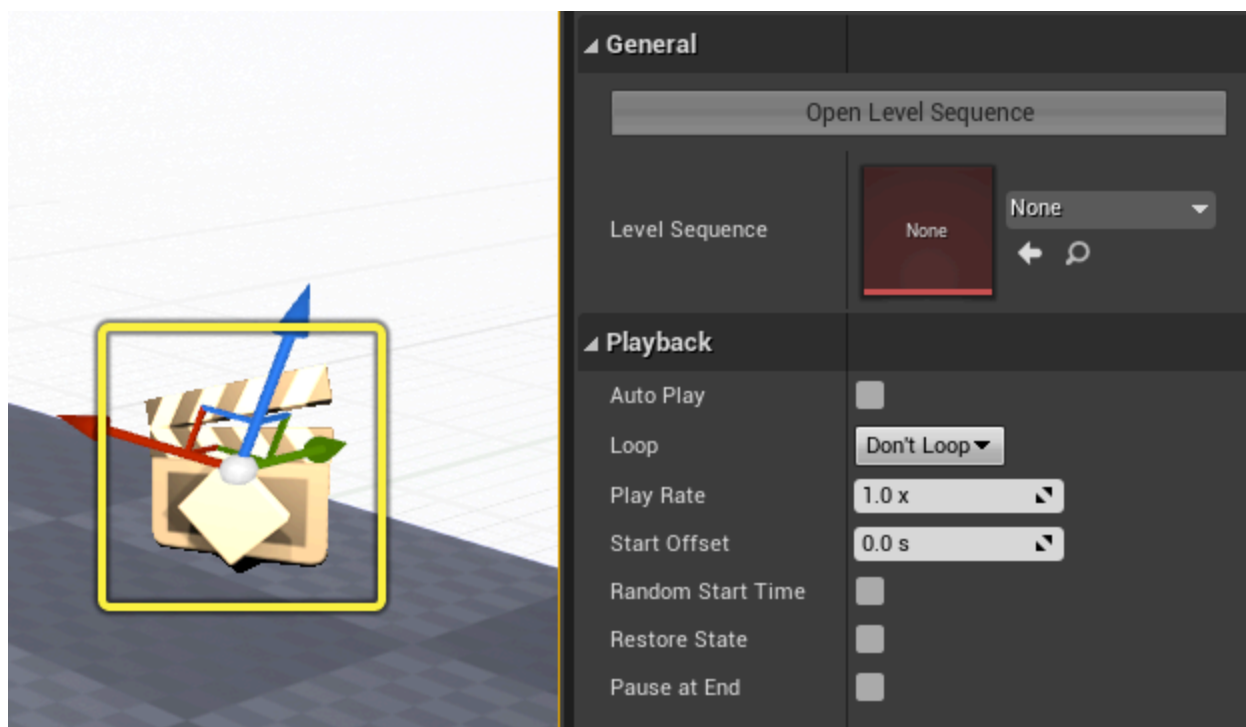 General
Open Level Sequence
Level Sequence
None
None
Playback
Auto Play
Loop
Don't Loop
Play Rate
1.0 x
Start Offset
0.0 s
Random Start Time
Restore State
Pause at End